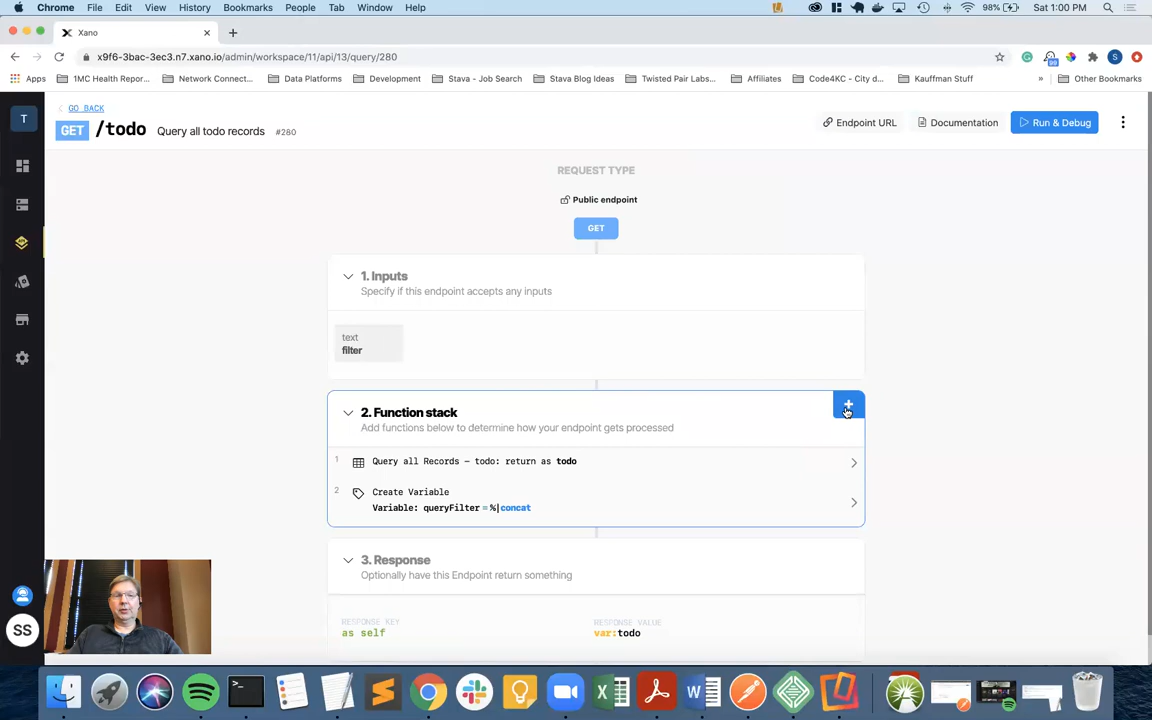 Chrome File Edit View History Bookmarks People Tab Window Help
98% Sat 1:00 PM
Xano
x9f6-3bac-3ec3.n7.xano.io/admin/workspace/11/api/13/query/280
Apps 1MC Health Repor... Network Connect... Data Platforms Development Stava - Job Search Stava Blog Ideas Twisted Pair Labs... Affiliates Code4KC - City d... Kauffman Stuff » Other Bookmarks
T
GO BACK
GET /todo Query all todo records #280
Endpoint URL Documentation Run & Debug
REQUEST TYPE
Public endpoint
GET
1. Inputs
Specify if this endpoint accepts any inputs
text
filter
2. Function stack
Add functions below to determine how your endpoint gets processed
1 Query all Records – todo: return as todo
2 Create Variable
Variable: queryFilter = %|concat
3. Response
Optionally have this Endpoint return something
RESPONSE KEY RESPONSE VALUE
as self var:todo
SS